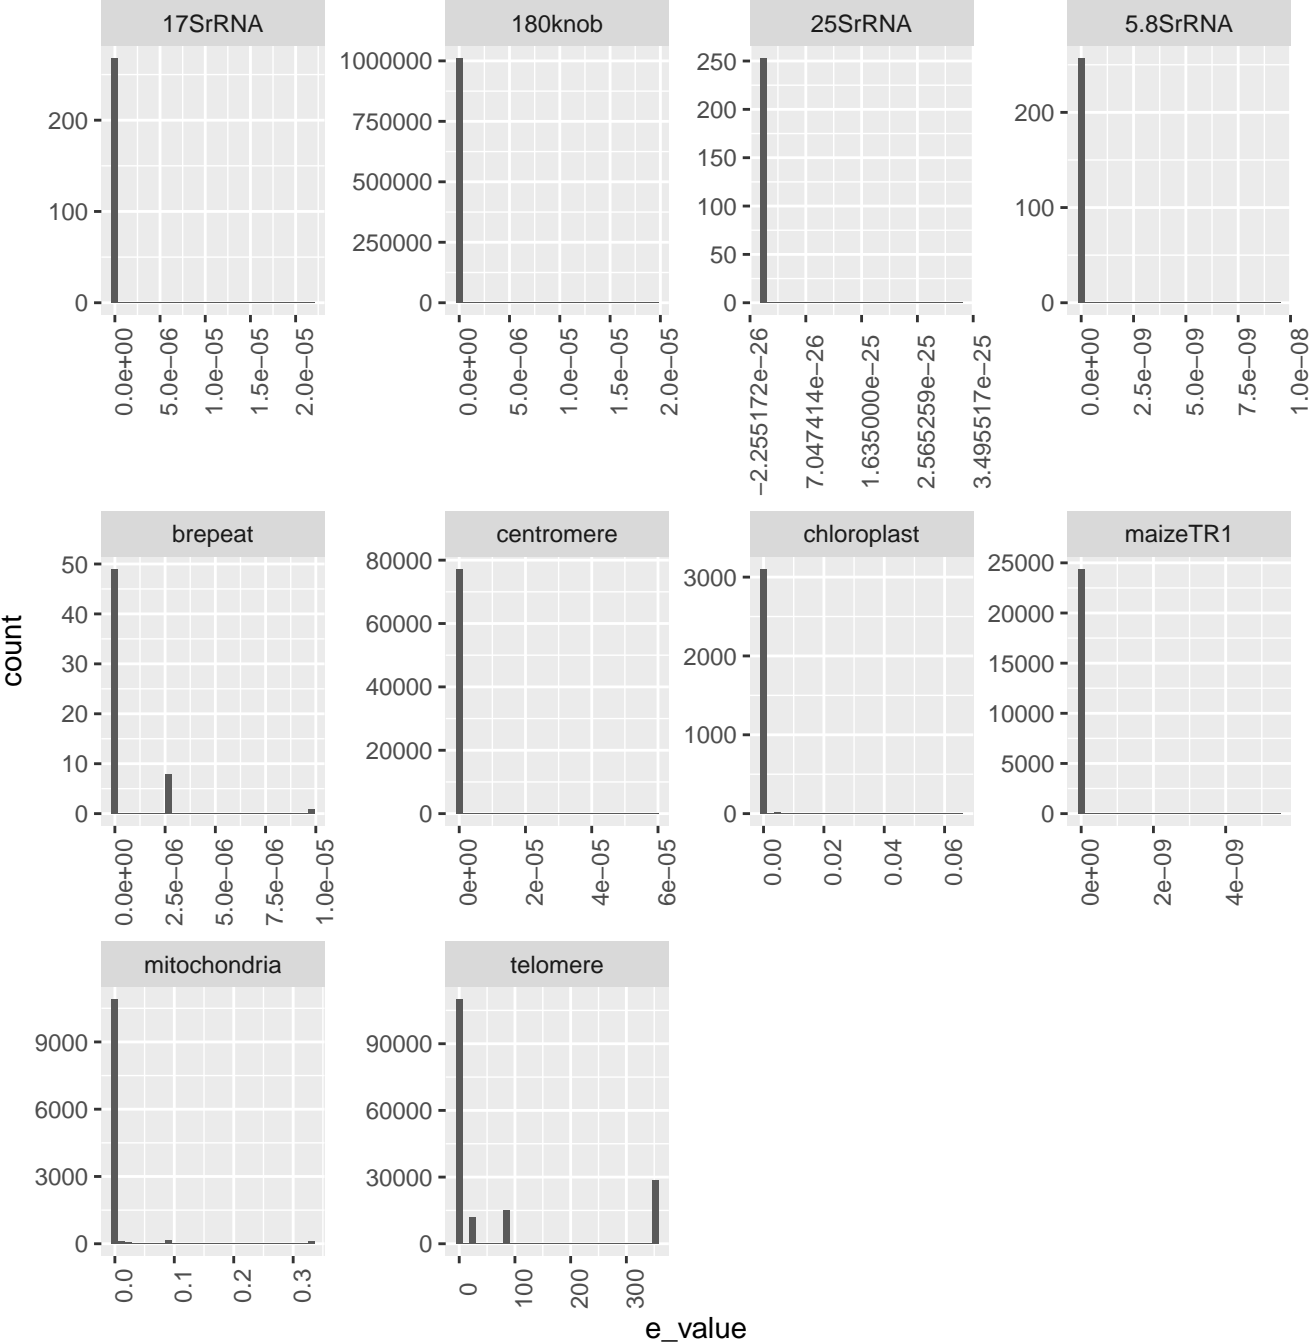 17SrRNA
180knob
25SrRNA
5.8SrRNA
200
100
0
0.0e+00
5.0e−06
1.0e−05
1.5e−05
2.0e−05
1000000
750000
500000
250000
0
0.0e+00
5.0e−06
1.0e−05
1.5e−05
2.0e−05
250
200
150
100
50
0
−2.255172e−26
7.047414e−26
1.635000e−25
2.565259e−25
3.495517e−25
200
100
0
0.0e+00
2.5e−09
5.0e−09
7.5e−09
1.0e−08
brepeat
centromere
chloroplast
maizeTR1
50
40
30
20
10
0
0.0e+00
2.5e−06
5.0e−06
7.5e−06
1.0e−05
80000
60000
40000
20000
0
0e+00
2e−05
4e−05
6e−05
3000
2000
1000
0
0.00
0.02
0.04
0.06
25000
20000
15000
10000
5000
0
0e+00
2e−09
4e−09
count
mitochondria
telomere
9000
6000
3000
0
0.0
0.1
0.2
0.3
90000
60000
30000
0
0
100
200
300
e_value